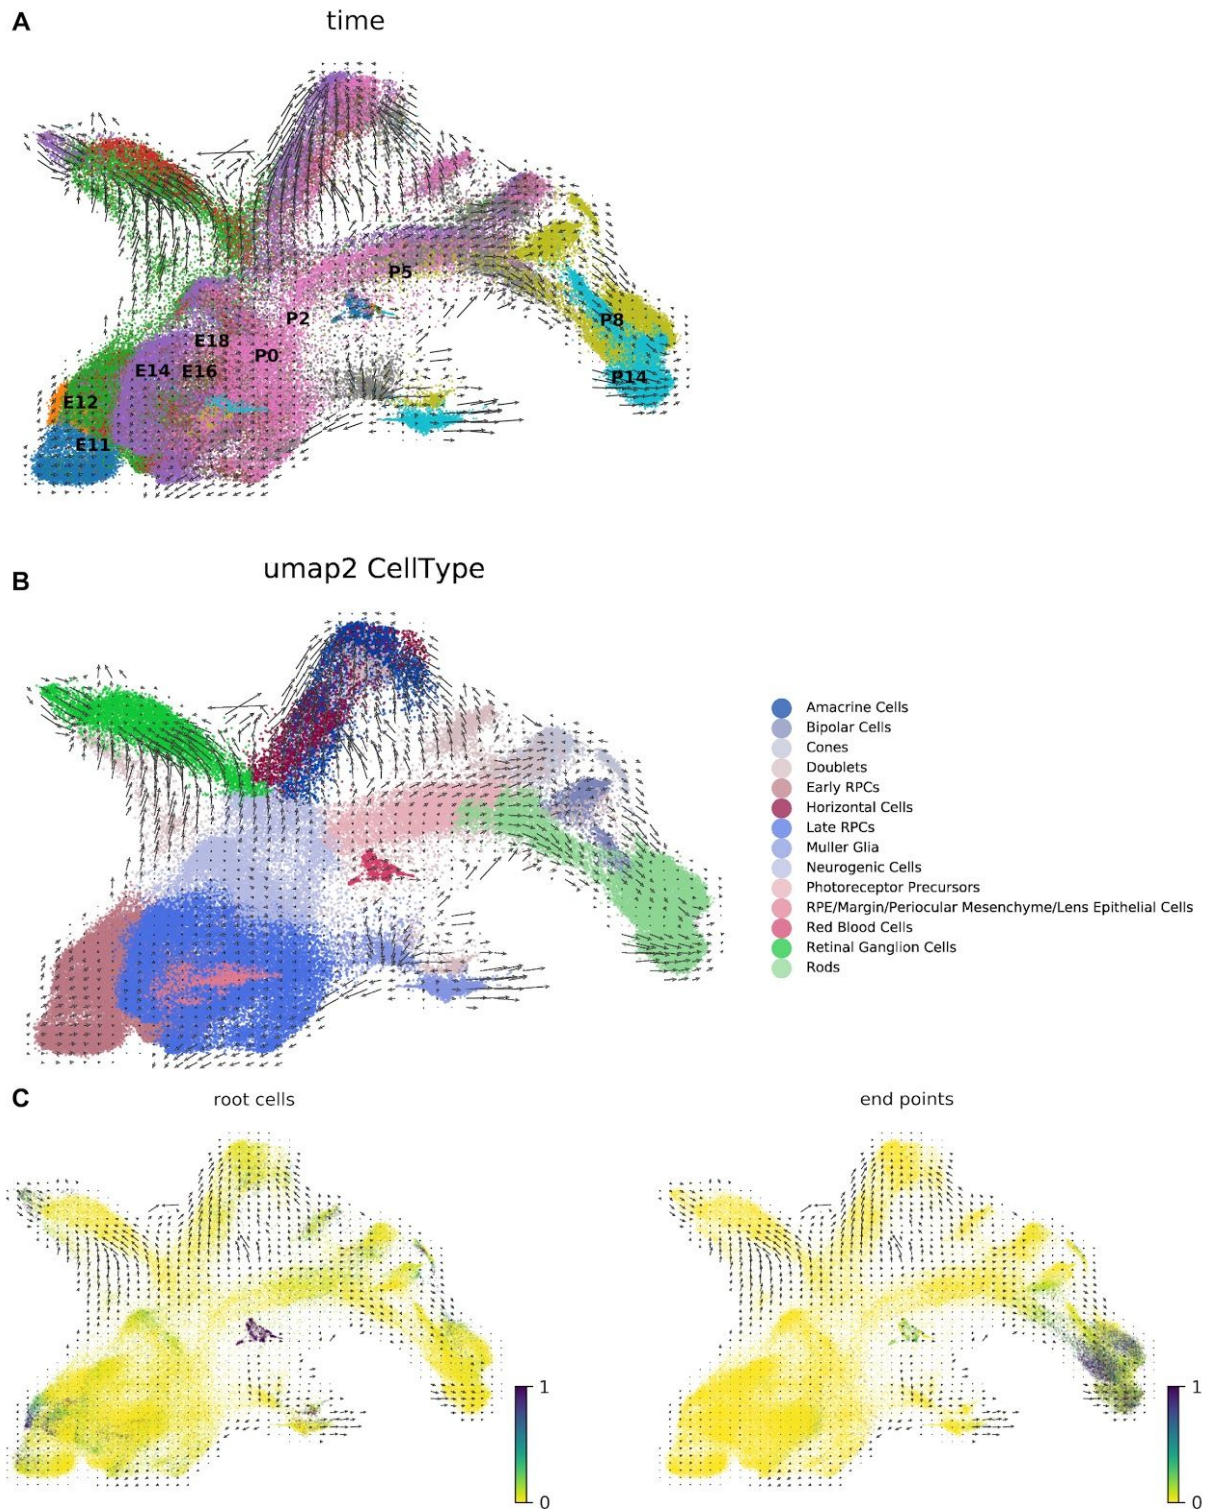 A
time
P5
P2
P8
E18
P0
E14 E16
P14
E12
E11
B
umap2 CellType
Amacrine Cells
Bipolar Cells
Cones
Doublets
Early RPCs
Horizontal Cells
Late RPCs
Muller Glia
Neurogenic Cells
Photoreceptor Precursors
RPE/Margin/Periocular Mesenchyme/Lens Epithelial Cells
Red Blood Cells
Retinal Ganglion Cells
Rods
C
root cells
end points
1
0
1
0